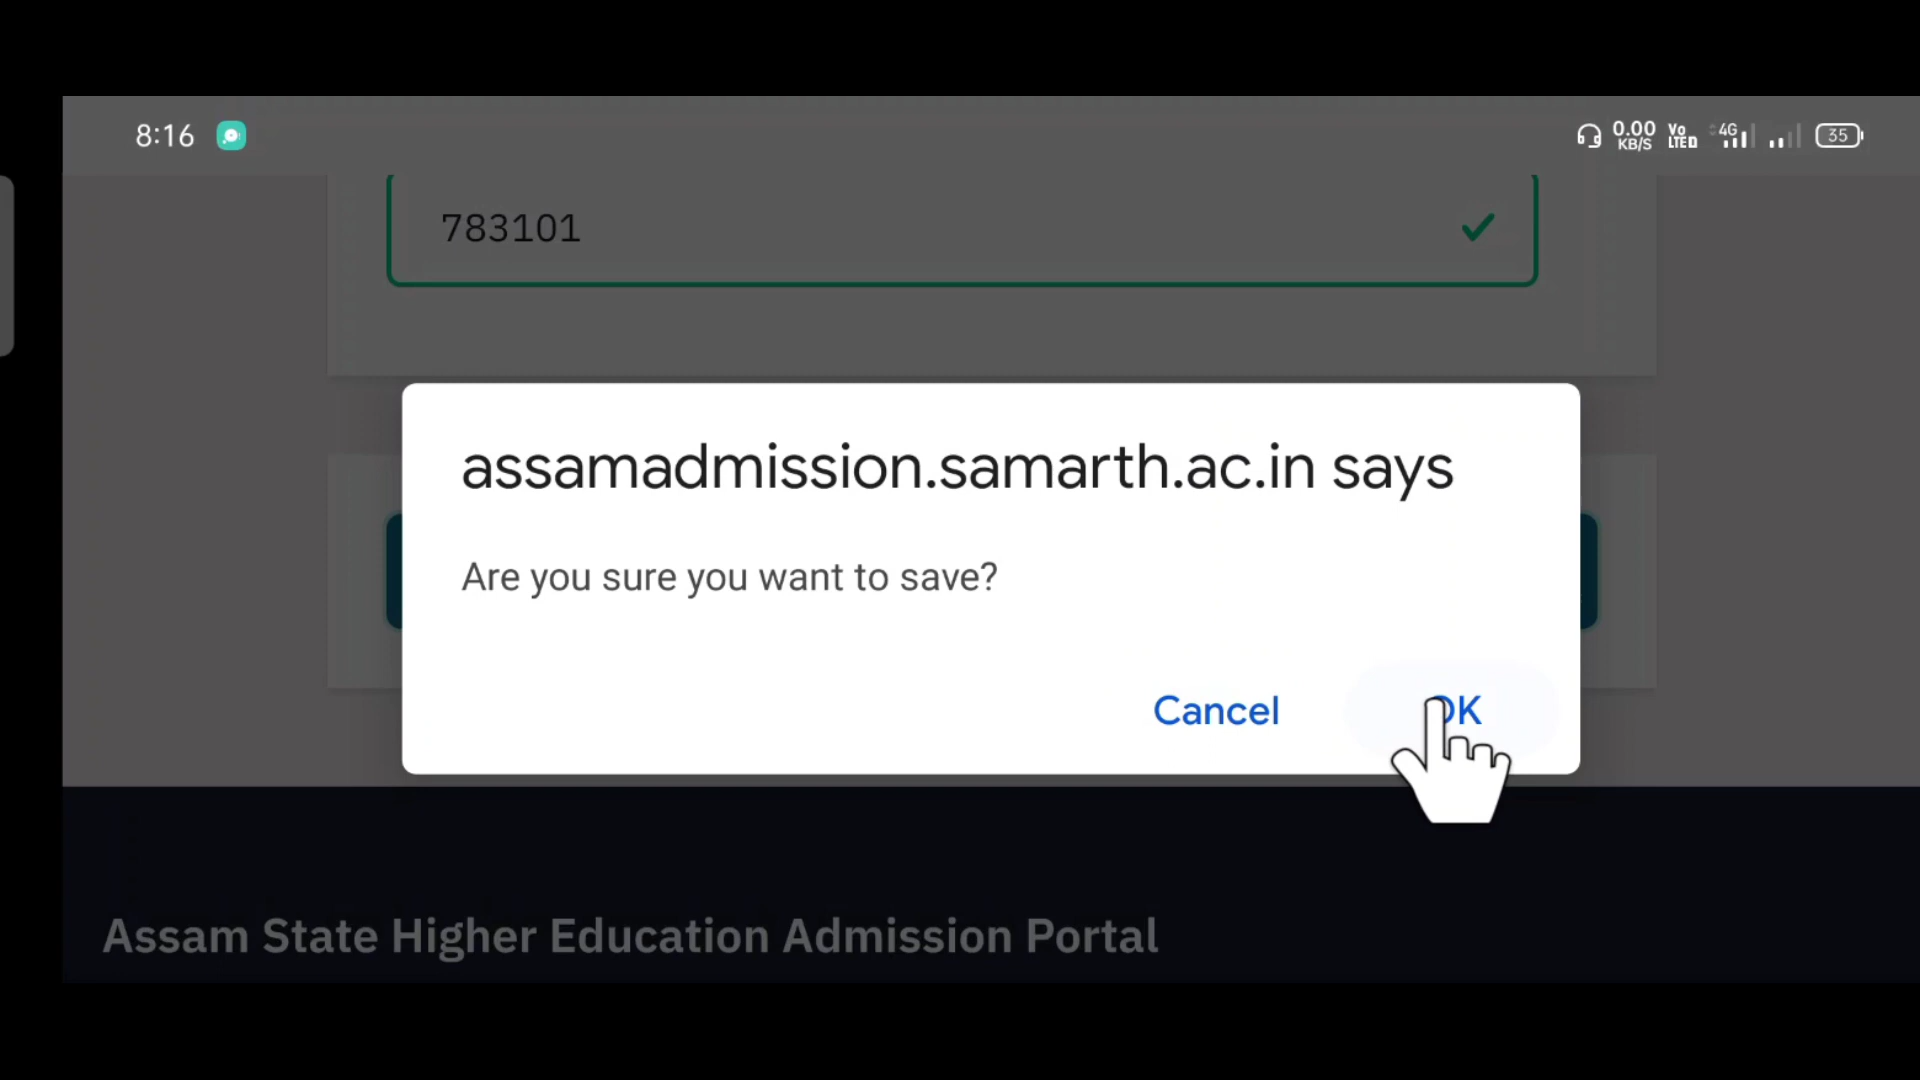 8:16
0.00 KB/S Vo LTE 4G 35
783101
assamadmission.samarth.ac.in says
Are you sure you want to save?
Cancel OK
Assam State Higher Education Admission Portal